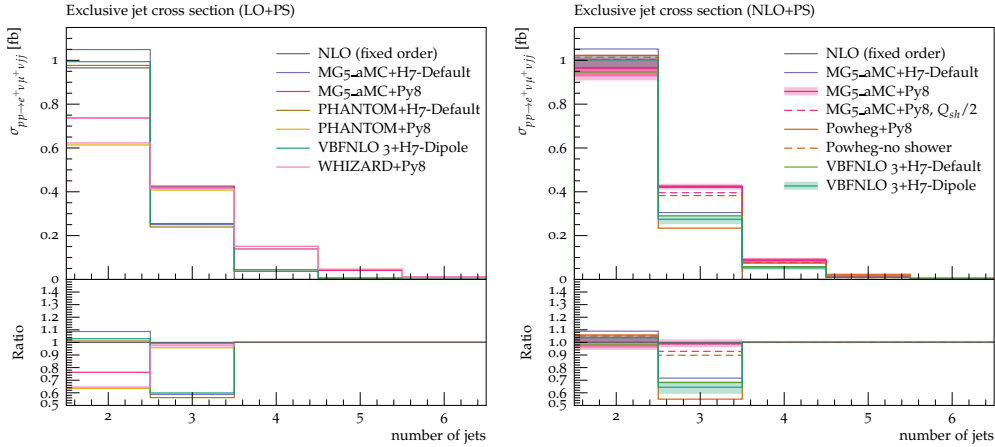 Exclusive jet cross section (LO+PS)
σpp→e+νμ+νjj [fb]
NLO (fixed order)
MG5_aMC+H7-Default
MG5_aMC+Py8
PHANTOM+H7-Default
PHANTOM+Py8
VBFNLO 3+H7-Dipole
WHIZARD+Py8
1
0.8
0.6
0.4
0.2
0
Ratio
1.4
1.3
1.2
1.1
1.0
0.9
0.8
0.7
0.6
0.5
2 3 4 5 6
number of jets
Exclusive jet cross section (NLO+PS)
σpp→e+νμ+νjj [fb]
NLO (fixed order)
MG5_aMC+H7-Default
MG5_aMC+Py8
MG5_aMC+Py8, Qsh/2
Powheg+Py8
Powheg-no shower
VBFNLO 3+H7-Default
VBFNLO 3+H7-Dipole
1
0.8
0.6
0.4
0.2
0
Ratio
1.4
1.3
1.2
1.1
1.0
0.9
0.8
0.7
0.6
0.5
2 3 4 5 6
number of jets